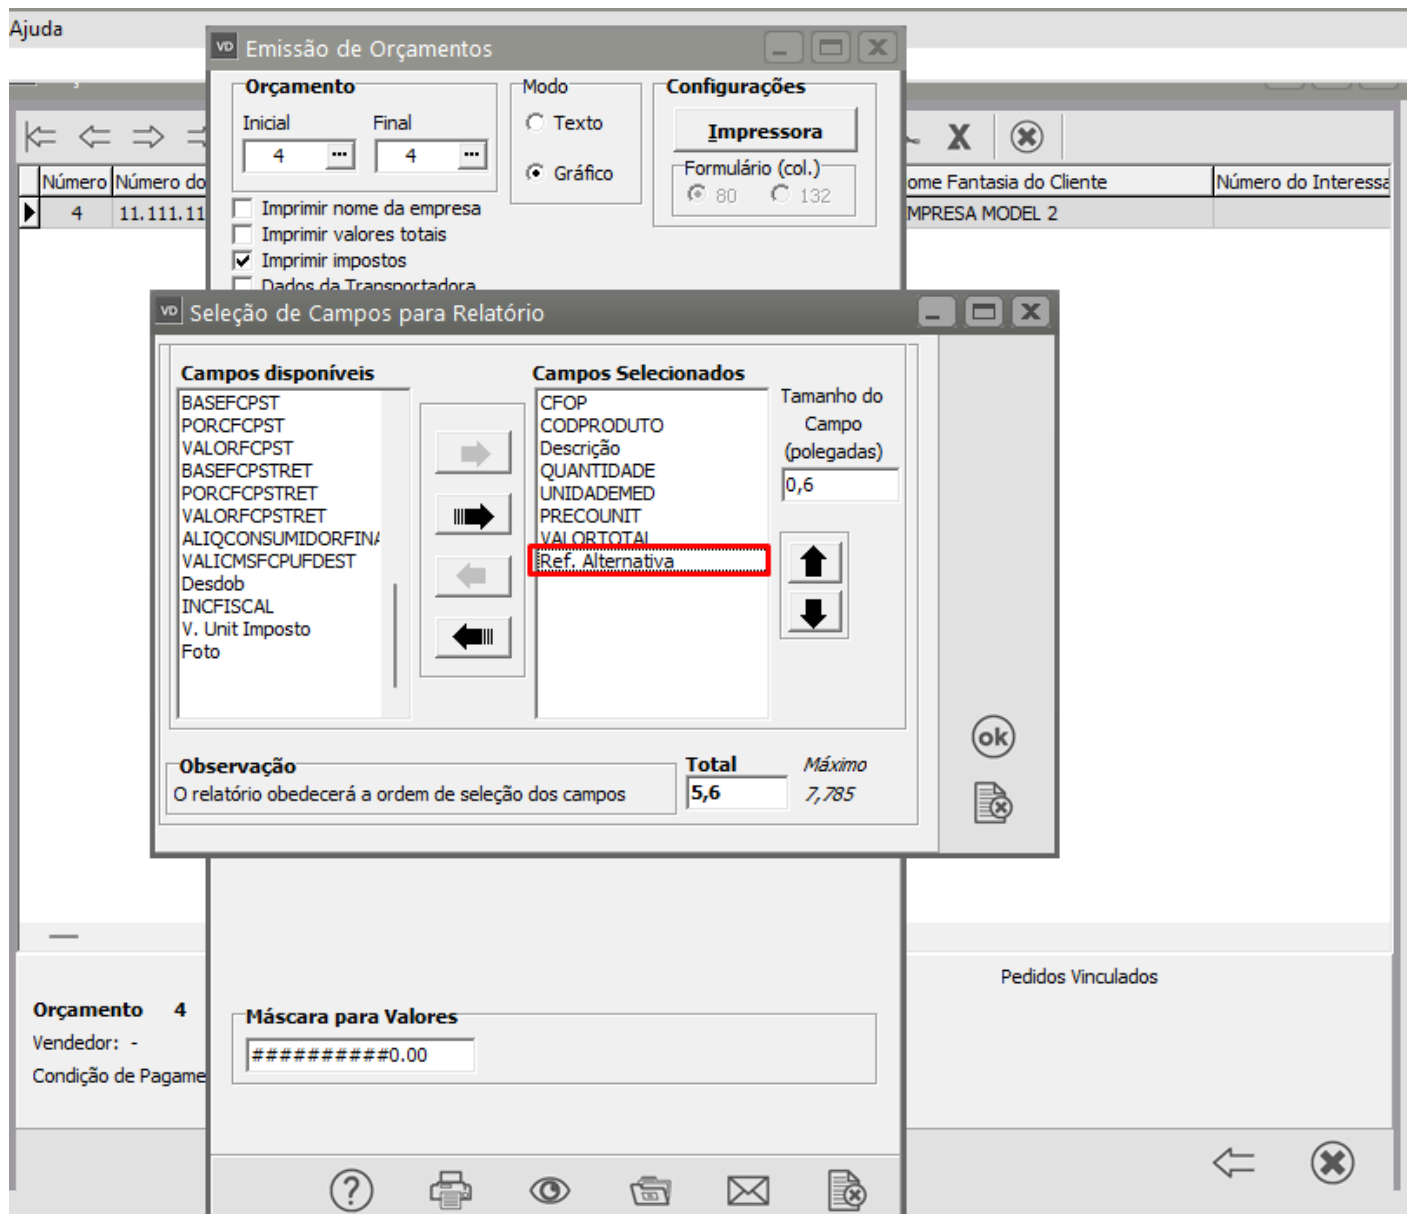 Ajuda
VD Emissão de Orçamentos
Orçamento
Inicial Final
4 ... 4 ...
Modo
Texto
Gráfico
Configurações
Impressora
Formulário (col.)
80 132
Imprimir nome da empresa
Imprimir valores totais
Imprimir impostos
Dados da Transportadora
Número Número do
4 11.111.11
ome Fantasia do Cliente Número do Interessa
MPRESA MODEL 2
VD Seleção de Campos para Relatório
Campos disponíveis
BASEFCPST
PORCFCPST
VALORFCPST
BASEFCPSTRET
PORCFCPSTRET
VALORFCPSTRET
ALIQCONSUMIDORFINA
VALICMSFCPUFDEST
Desdob
INCFISCAL
V. Unit Imposto
Foto
Campos Selecionados
CFOP
CODPRODUTO
Descrição
QUANTIDADE
UNIDADEMED
PRECOUNIT
VALORTOTAL
Ref. Alternativa
Tamanho do
Campo
(polegadas)
0,6
ok
Observação
O relatório obedecerá a ordem de seleção dos campos
Total Máximo
5,6 7,785
Pedidos Vinculados
Orçamento 4
Vendedor: -
Condição de Pagame
Máscara para Valores
##########0.00